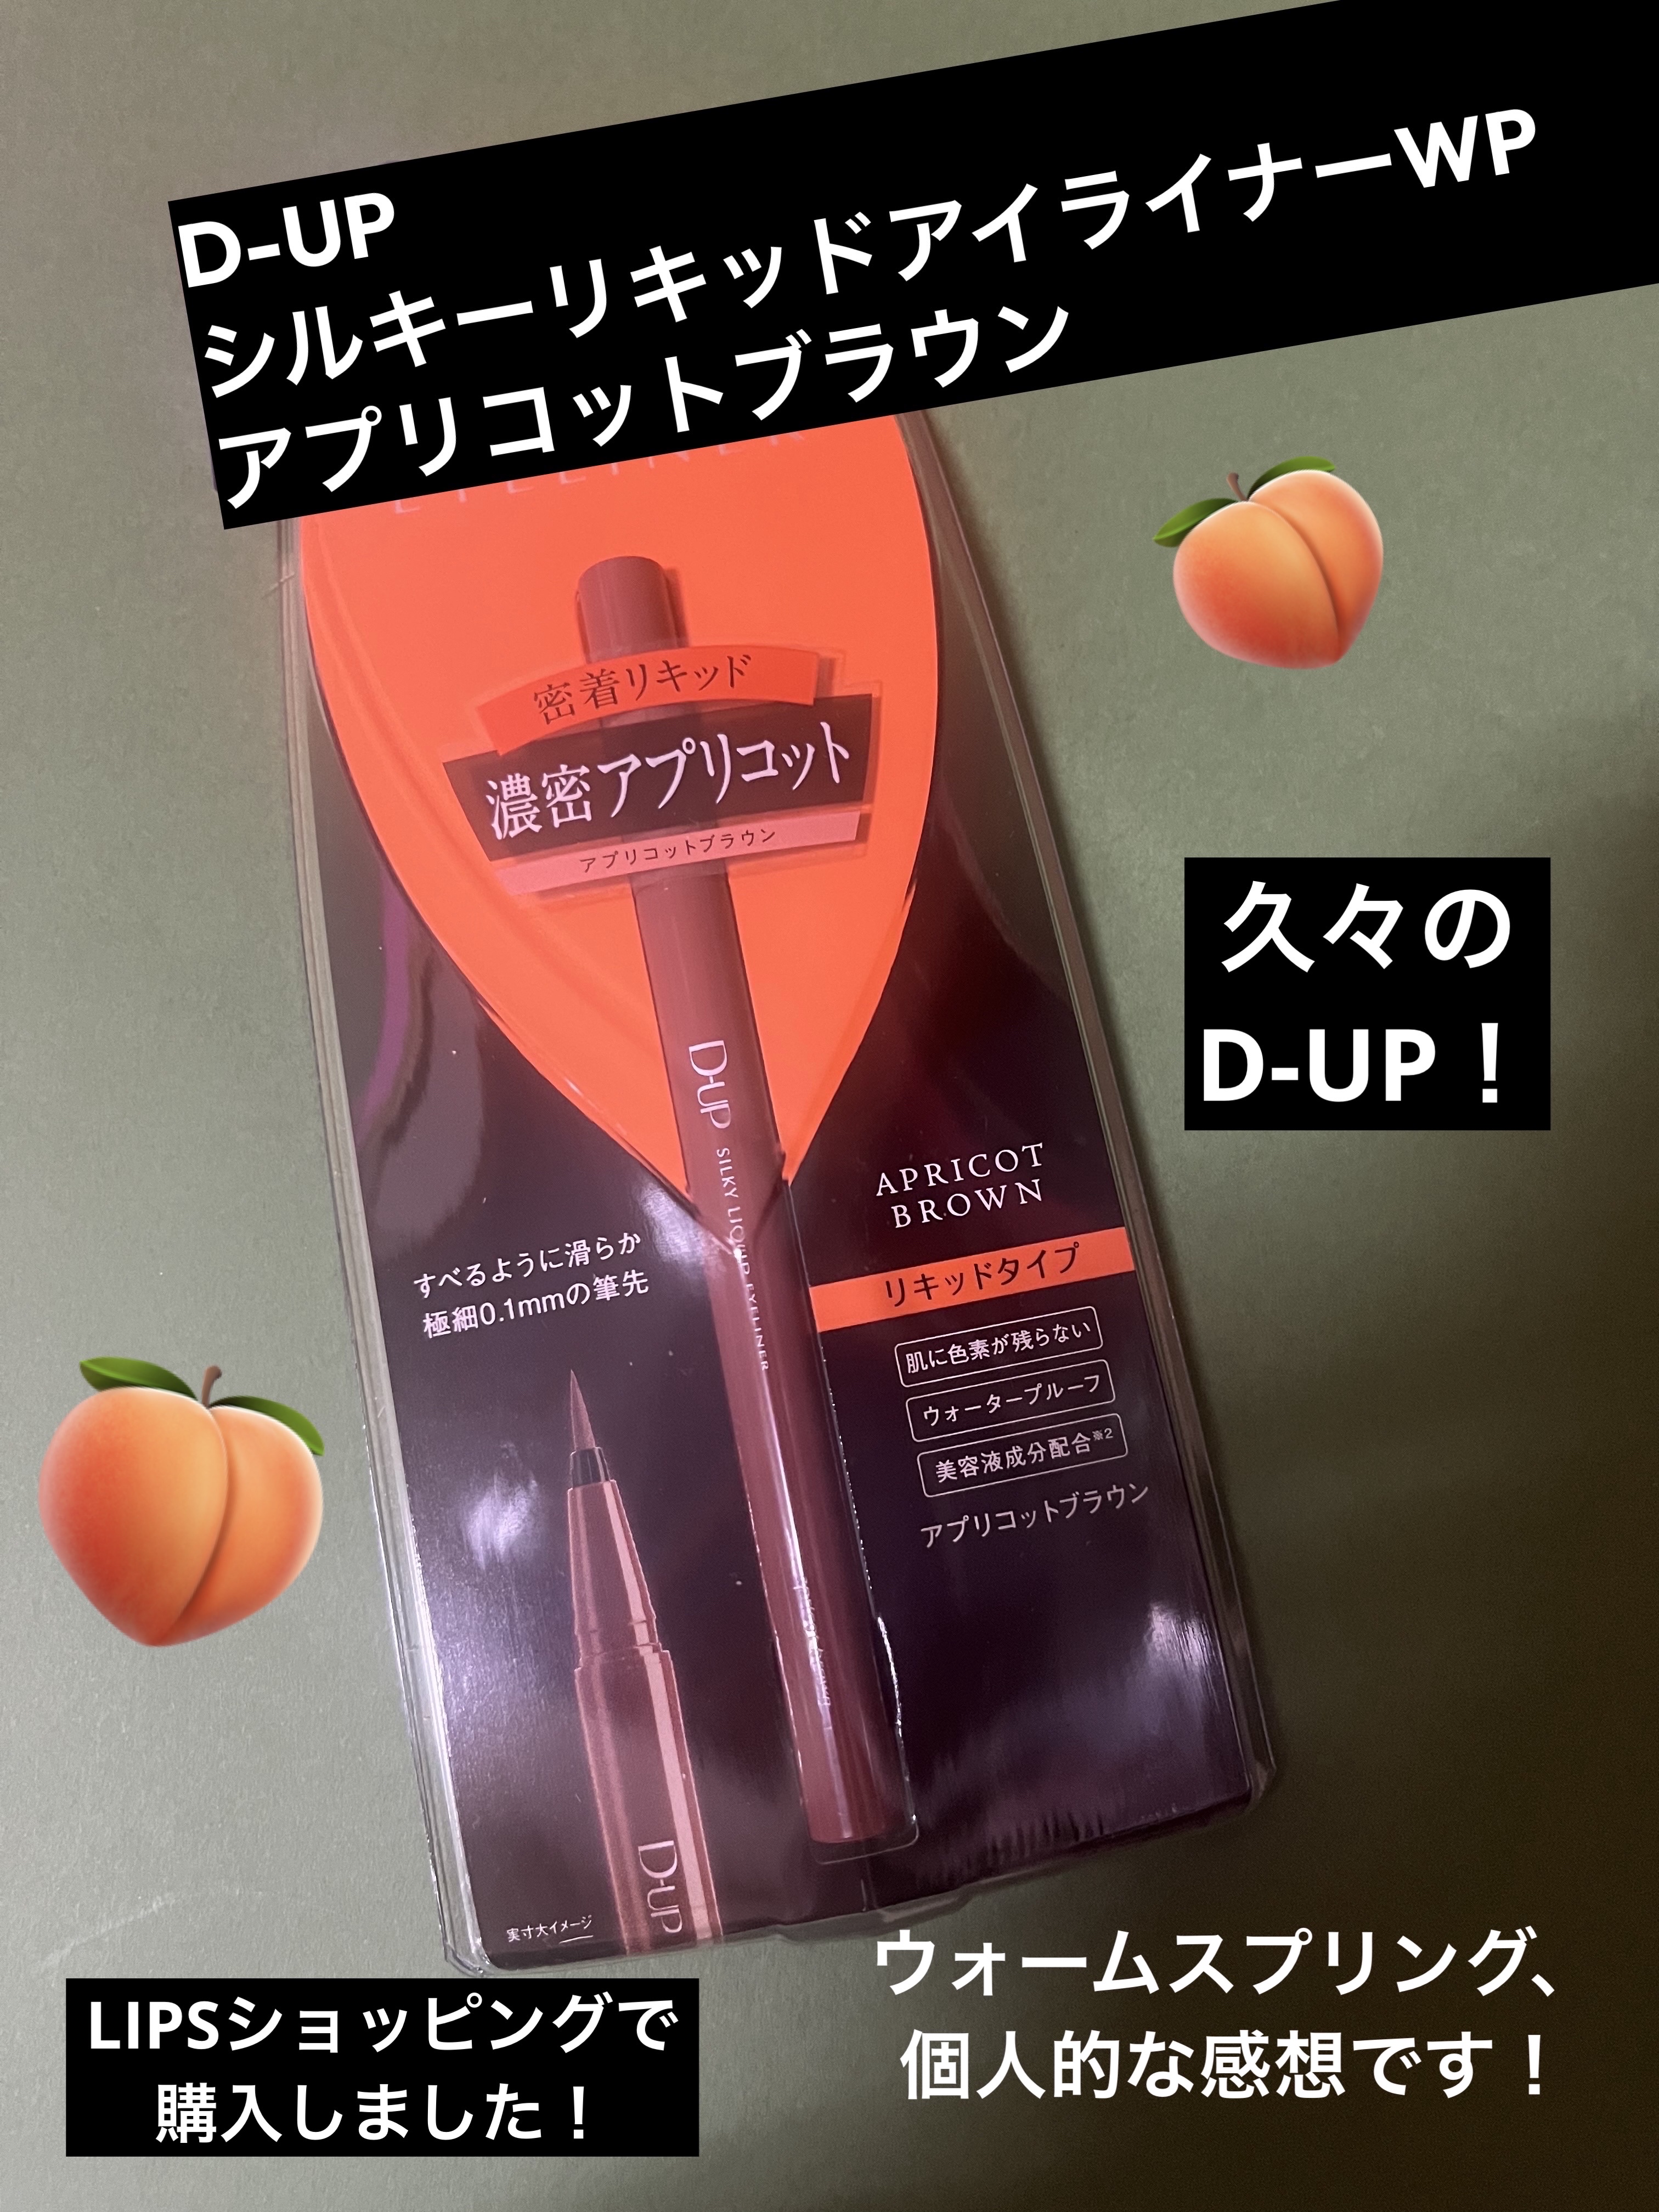 D-UP
シルキーリキッドアイライナーWP
アプリコットブラウン
密着リキッド
濃密アプリコット
アプリコットブラウン
久々の
D-UP！
D-UP SILKY LIQUID EYELINER
APRICOT
BROWN
リキッドタイプ
すべるように滑らか
極細0.1mmの筆先
肌に色素が残らない
ウォータープルーフ
美容液成分配合※2
アプリコットブラウン
D-UP
実寸大イメージ
LIPSショッピングで
購入しました！
ウォームスプリング、
個人的な感想です！